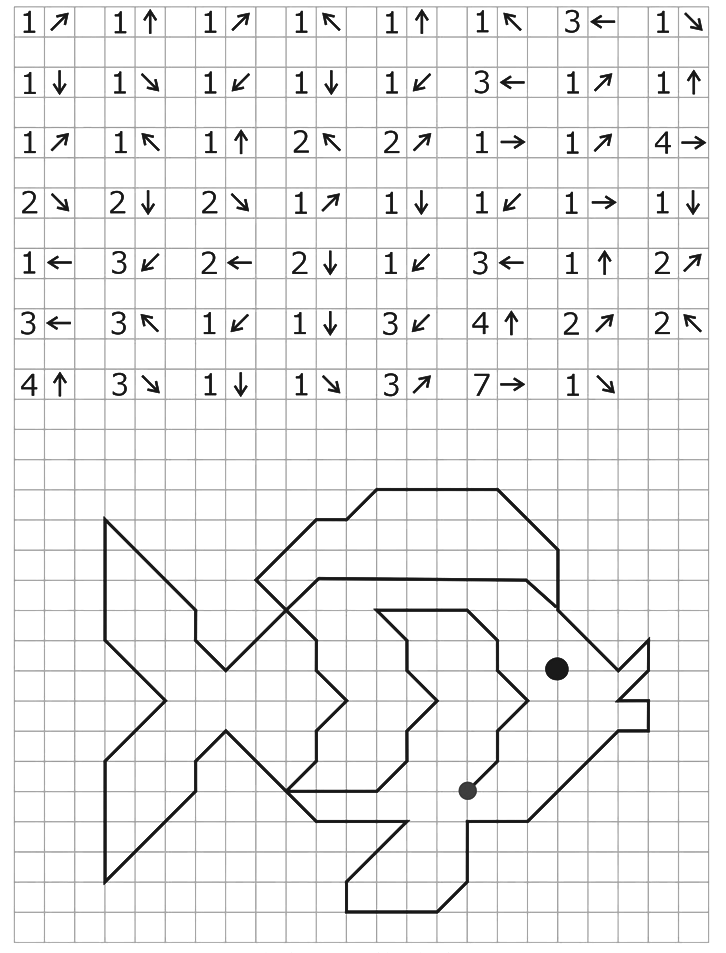 1 ↗ 1 ↑ 1 ↗ 1 ↖ 1 ↑ 1 ↖ 3 ← 1 ↘
1 ↓ 1 ↘ 1 ↙ 1 ↓ 1 ↙ 3 ← 1 ↗ 1 ↑
1 ↗ 1 ↖ 1 ↑ 2 ↖ 2 ↗ 1 → 1 ↗ 4 →
2 ↘ 2 ↓ 2 ↘ 1 ↗ 1 ↓ 1 ↙ 1 → 1 ↓
1 ← 3 ↙ 2 ← 2 ↓ 1 ↙ 3 ← 1 ↑ 2 ↗
3 ← 3 ↖ 1 ↙ 1 ↓ 3 ↙ 4 ↑ 2 ↗ 2 ↖
4 ↑ 3 ↘ 1 ↓ 1 ↘ 3 ↗ 7 → 1 ↘